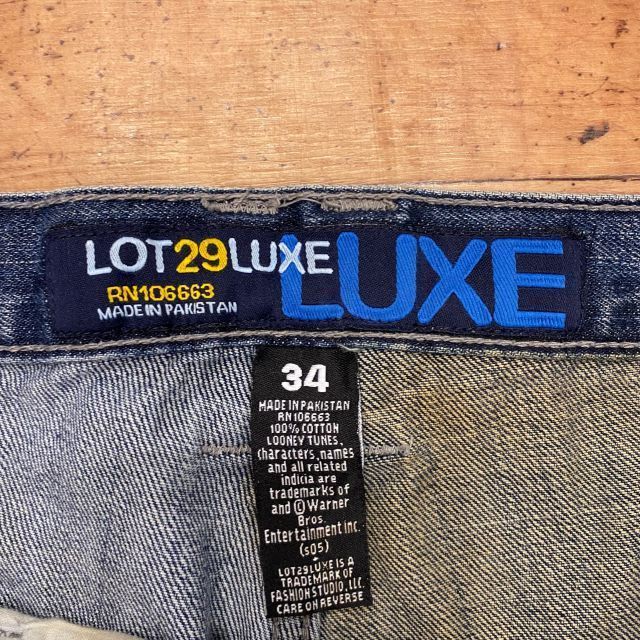 LOT29LUXE
LUXE
RN106663
MADE IN PAKISTAN
34
MADE IN PAKISTAN
RN106663
100% COTTON
LOONEY TUNES,
characters, names
and all related
indicia are
trademarks of
and © Warner
Bros.
Entertainment inc.
(s05)
LOT29LUXE IS A
TRADEMARK OF
FASHION STUDIO, LLC.
CARE ON REVERSE